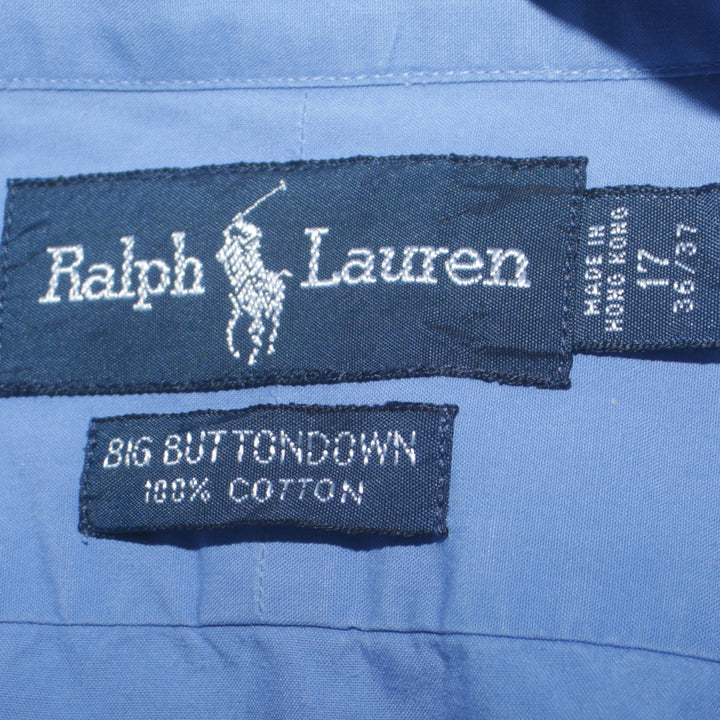 Ralph Lauren
MADE IN
HONG KONG
17
36/37
BIG BUTTONDOWN
100% COTTON